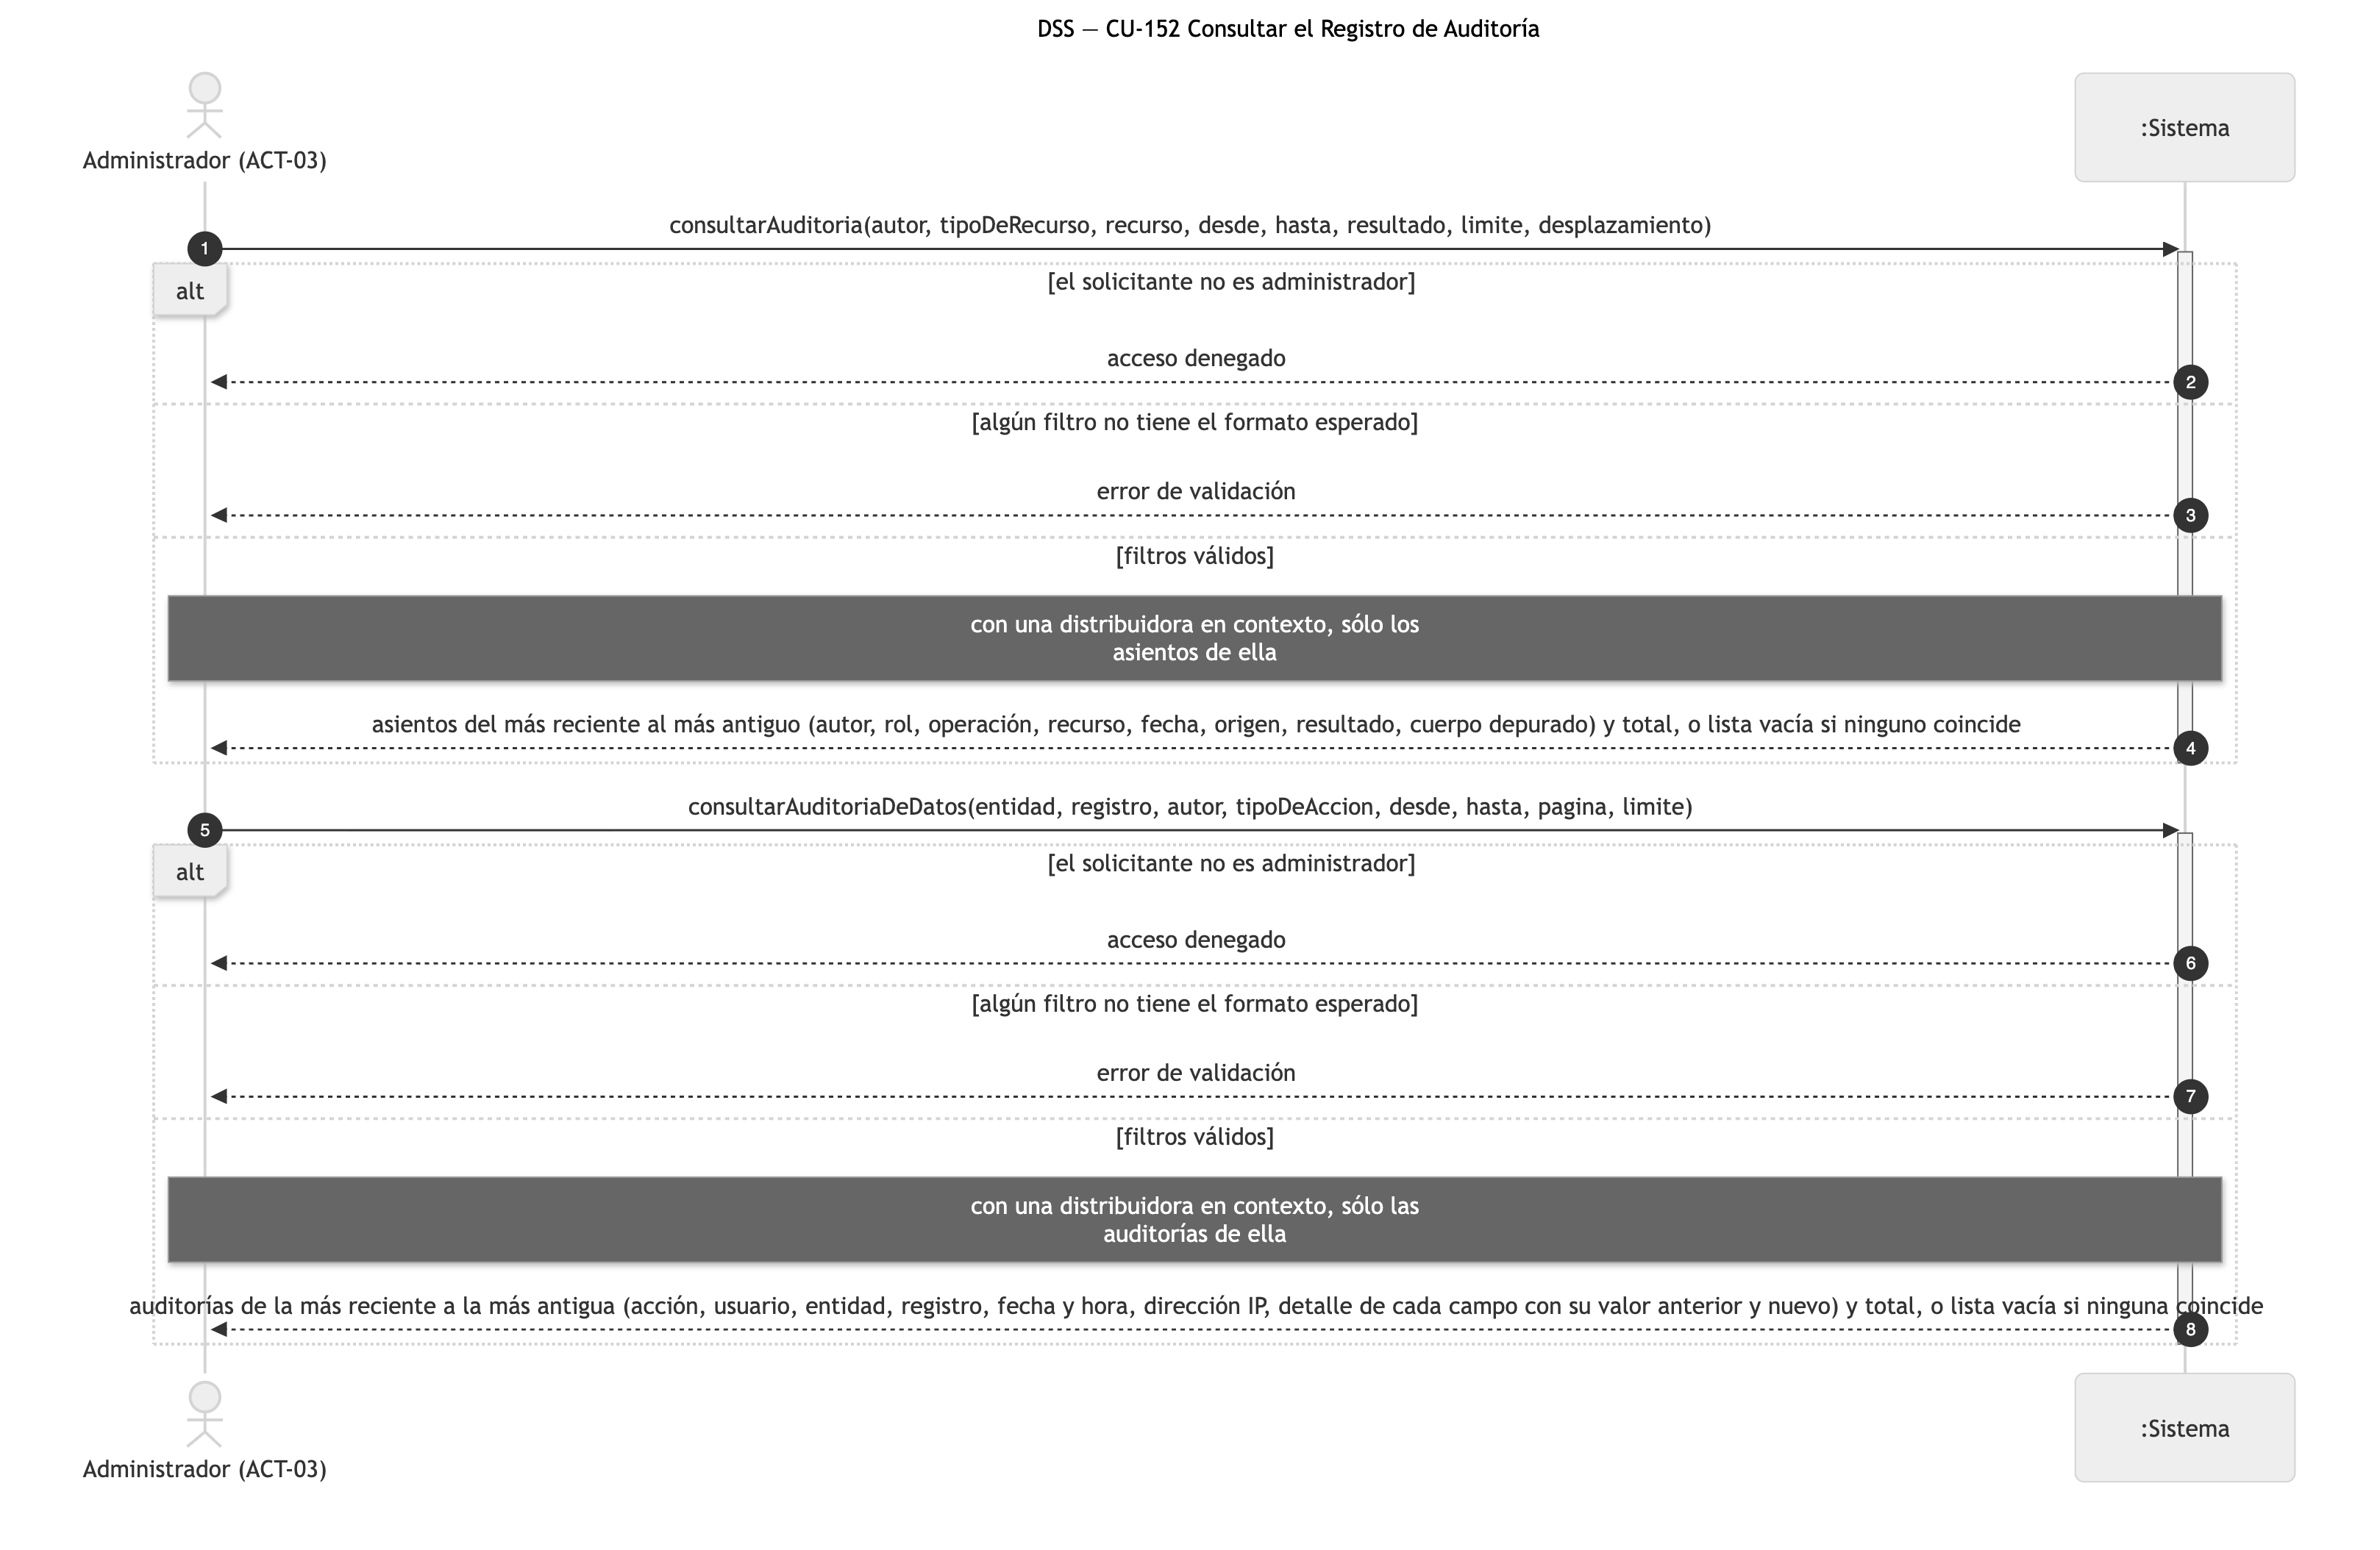 DSS — CU-152 Consultar el Registro de Auditoría
Administrador (ACT-03)
:Sistema
consultarAuditoria(autor, tipoDeRecurso, recurso, desde, hasta, resultado, limite, desplazamiento)
1
alt
[el solicitante no es administrador]
acceso denegado
2
[algún filtro no tiene el formato esperado]
error de validación
3
[filtros válidos]
con una distribuidora en contexto, sólo los
asientos de ella
asientos del más reciente al más antiguo (autor, rol, operación, recurso, fecha, origen, resultado, cuerpo depurado) y total, o lista vacía si ninguno coincide
4
consultarAuditoriaDeDatos(entidad, registro, autor, tipoDeAccion, desde, hasta, pagina, limite)
5
alt
[el solicitante no es administrador]
acceso denegado
6
[algún filtro no tiene el formato esperado]
error de validación
7
[filtros válidos]
con una distribuidora en contexto, sólo las
auditorías de ella
auditorías de la más reciente a la más antigua (acción, usuario, entidad, registro, fecha y hora, dirección IP, detalle de cada campo con su valor anterior y nuevo) y total, o lista vacía si ninguna coincide
8
Administrador (ACT-03)
:Sistema